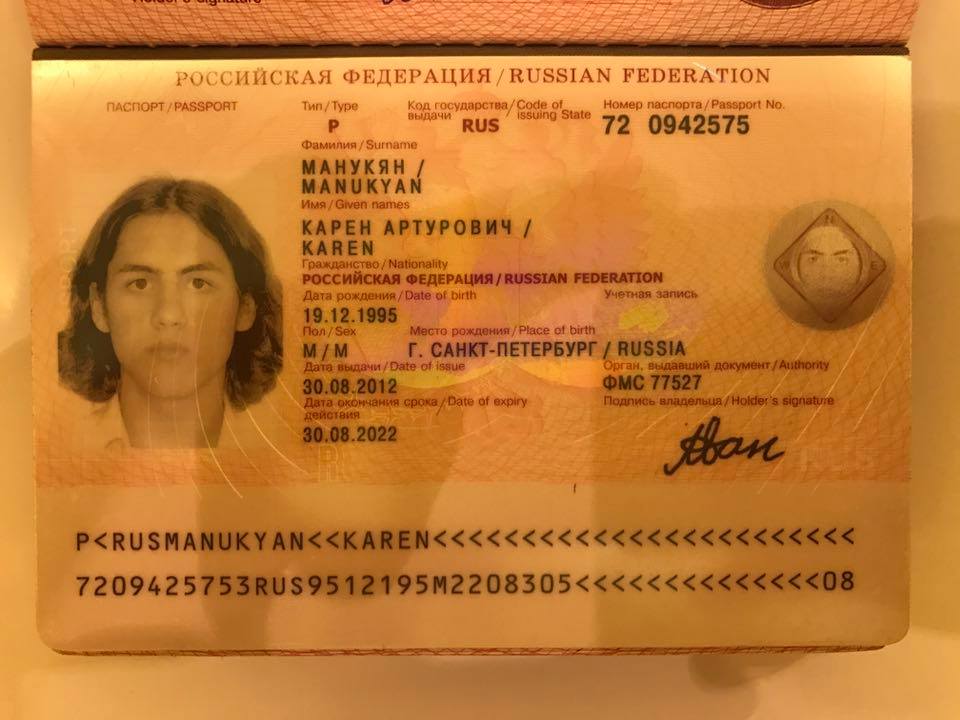 Holder's signature
РОССИЙСКАЯ ФЕДЕРАЦИЯ / RUSSIAN FEDERATION
ПАСПОРТ / PASSPORT
Тип / Type
Код государства / Code of
выдачи issuing State
Номер паспорта / Passport No.
P
RUS
72 0942575
Фамилия / Surname
МАНУКЯН /
MANUKYAN
Имя / Given names
КАРЕН АРТУРОВИЧ /
KAREN
Гражданство / Nationality
РОССИЙСКАЯ ФЕДЕРАЦИЯ / RUSSIAN FEDERATION
Дата рождения / Date of birth
Учетная запись
19.12.1995
Пол / Sex
Место рождения / Place of birth
М / M
Г. САНКТ-ПЕТЕРБУРГ / RUSSIA
Дата выдачи / Date of issue
Орган, выдавший документ / Authority
30.08.2012
ФМС 77527
Дата окончания срока / Date of expiry
действия
Подпись владельца / Holder's signature
30.08.2022
P<RUSMANUKYAN<<KAREN<<<<<<<<<<<<<<<<<<<<<<<<
7209425753RUS9512195M2208305<<<<<<<<<<<<<<08